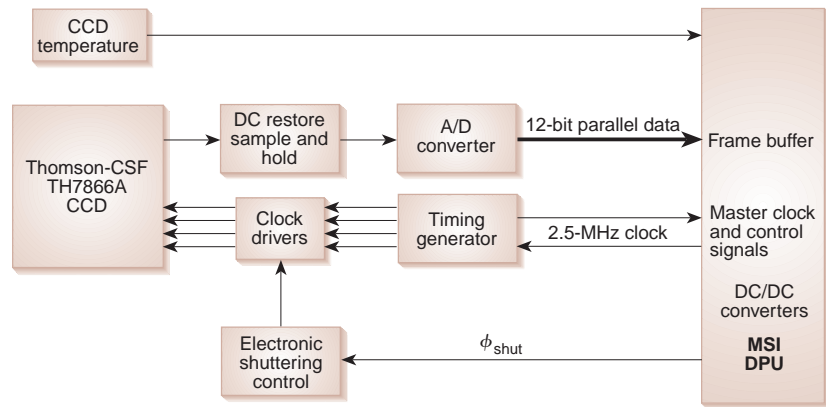 CCD
temperature
Thomson-CSF
TH7866A
CCD
DC restore
sample and
hold
A/D
converter
12-bit parallel data
Frame buffer
Clock
drivers
Timing
generator
2.5-MHz clock
Master clock
and control
signals
DC/DC
converters
MSI
DPU
Electronic
shuttering
control
ϕshut